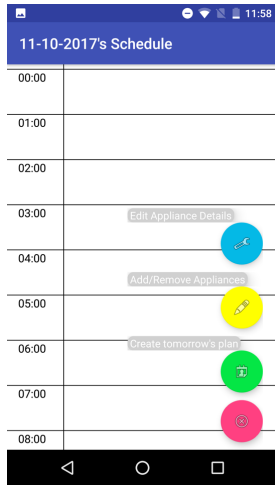 11:58
11-10-2017's Schedule
00:00
01:00
02:00
03:00
Edit Appliance Details
04:00
Add/Remove Appliances
05:00
Create tomorrow's plan
06:00
07:00
08:00